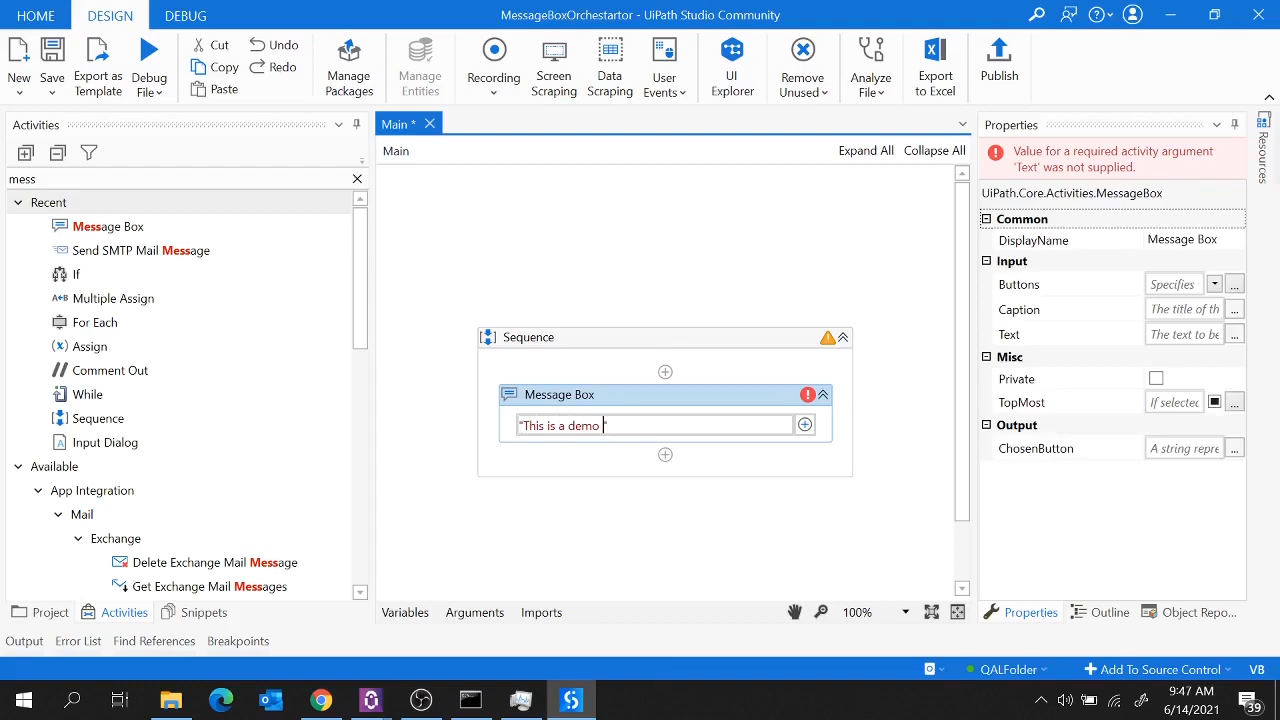 HOME DESIGN DEBUG MessageBoxOrchestartor - UiPath Studio Community
New Save Export as Template Debug File Cut Copy Paste Undo Redo Manage Packages Manage Entities Recording Screen Scraping Data Scraping User Events UI Explorer Remove Unused Analyze File Export to Excel Publish
Activities
mess
Recent
Message Box
Send SMTP Mail Message
If
Multiple Assign
For Each
Assign
Comment Out
While
Sequence
Input Dialog
Available
App Integration
Mail
Exchange
Delete Exchange Mail Message
Get Exchange Mail Messages
Project Activities Snippets
Main *
Main Expand All Collapse All
Sequence
Message Box
"This is a demo "
Variables Arguments Imports 100%
Properties
Value for a required activity argument
'Text' was not supplied.
UiPath.Core.Activities.MessageBox
Common
DisplayName Message Box
Input
Buttons Specifies ...
Caption The title of th ...
Text The text to be ...
Misc
Private
TopMost If selected ...
Output
ChosenButton A string repre ...
Properties Outline Object Repo...
Resources
Output Error List Find References Breakpoints
QALFolder Add To Source Control VB
:17 AM
6/14/2021
39